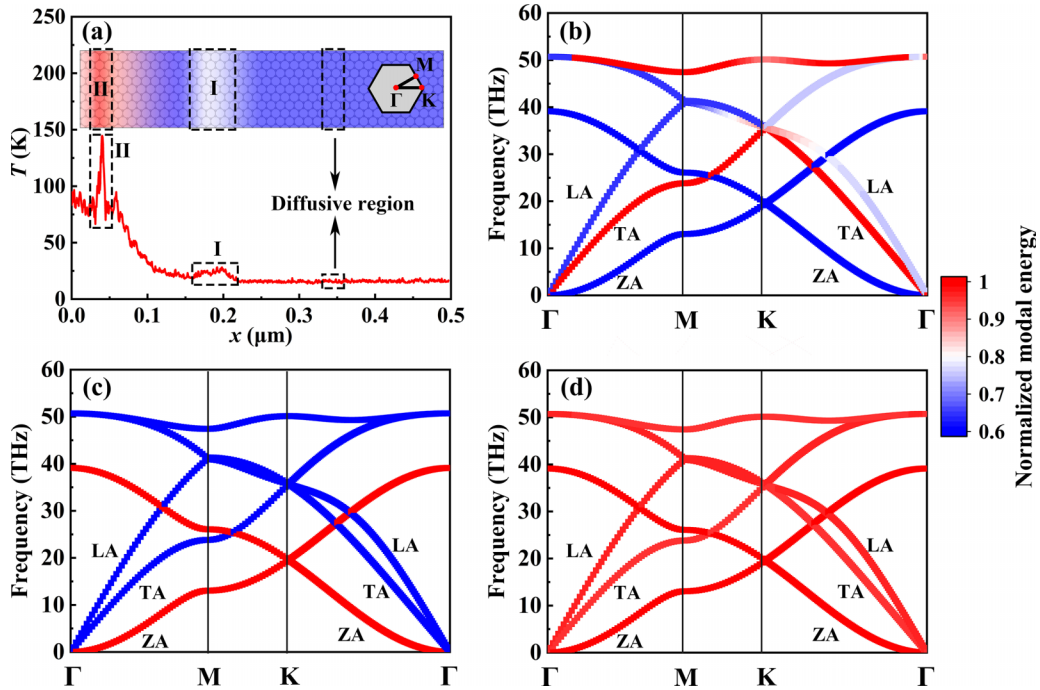 (a)
250
200
150
100
50
0
T (K)
II
I
M
Γ
K
II
I
Diffusive region
0.0 0.1 0.2 0.3 0.4 0.5
x (μm)
(b)
60
50
40
30
20
10
0
Frequency (THz)
LA
TA
ZA
LA
TA
ZA
Γ M K Γ
1
0.9
0.8
0.7
0.6
Normalized modal energy
(c)
60
50
40
30
20
10
0
Frequency (THz)
LA
TA
ZA
LA
TA
ZA
Γ M K Γ
(d)
60
50
40
30
20
10
0
Frequency (THz)
LA
TA
ZA
LA
TA
ZA
Γ M K Γ